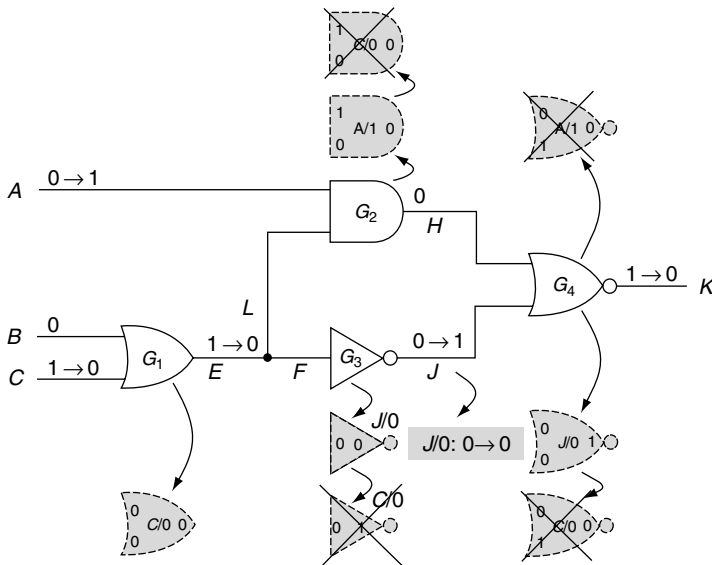 1
C/0 0
0
1
A/1 0
0
0
A/1 0
1
A 0 → 1
G2
0
H
G4
1 → 0 K
L
B 0
C 1 → 0
G1
1 → 0
E
F
G3
0 → 1
J
J/0
0 0
J/0: 0 → 0
0
J/0 1
0
C/0
0
C/0 0
0
0 1
0
C/0 0
1